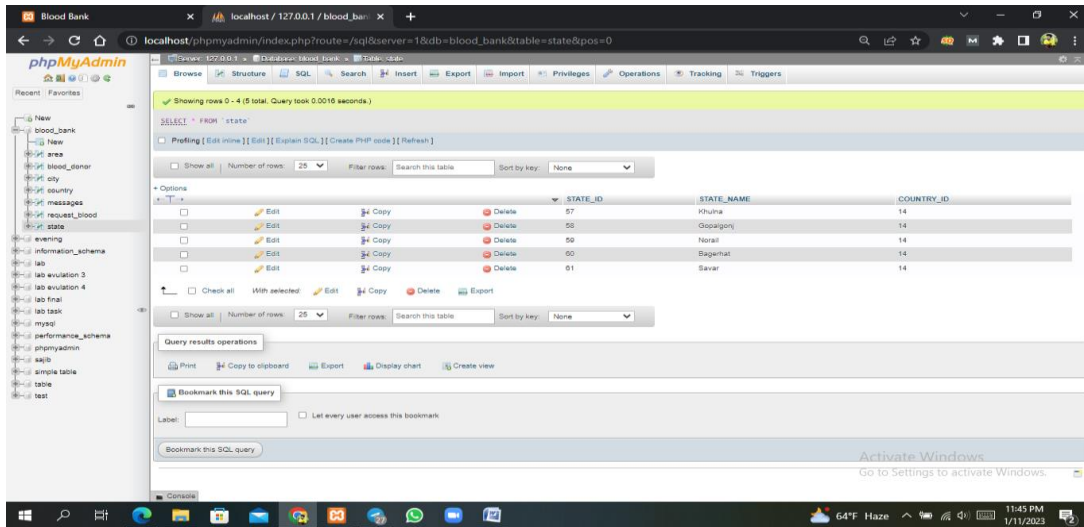 Blood Bank
localhost / 127.0.0.1 / blood_ban
localhost/phpmyadmin/index.php?route=/sql&server=1&db=blood_bank&table=state&pos=0
phpMyAdmin
Recent Favorites
New
blood_bank
New
area
blood_donor
city
country
messages
request_blood
state
evening
information_schema
lab
lab evulation 3
lab evulation 4
lab final
lab task
mysql
performance_schema
phpmyadmin
sajib
simple table
table
test
Server: 127.0.0.1 » Database: blood_bank » Table: state
Browse Structure SQL Search Insert Export Import Privileges Operations Tracking Triggers
Showing rows 0 - 4 (5 total, Query took 0.0016 seconds.)
SELECT * FROM `state`
Profiling [ Edit inline ] [ Edit ] [ Explain SQL ] [ Create PHP code ] [ Refresh ]
Show all Number of rows: 25 Filter rows: Search this table Sort by key: None
+ Options
STATE_ID STATE_NAME COUNTRY_ID
Edit Copy Delete 57 Khulna 14
Edit Copy Delete 58 Gopalgonj 14
Edit Copy Delete 59 Norail 14
Edit Copy Delete 60 Bagerhat 14
Edit Copy Delete 61 Savar 14
Check all With selected: Edit Copy Delete Export
Show all Number of rows: 25 Filter rows: Search this table Sort by key: None
Query results operations
Print Copy to clipboard Export Display chart Create view
Bookmark this SQL query
Label: Let every user access this bookmark
Bookmark this SQL query
Activate Windows
Go to Settings to activate Windows.
Console
64°F Haze
11:45 PM
1/11/2023